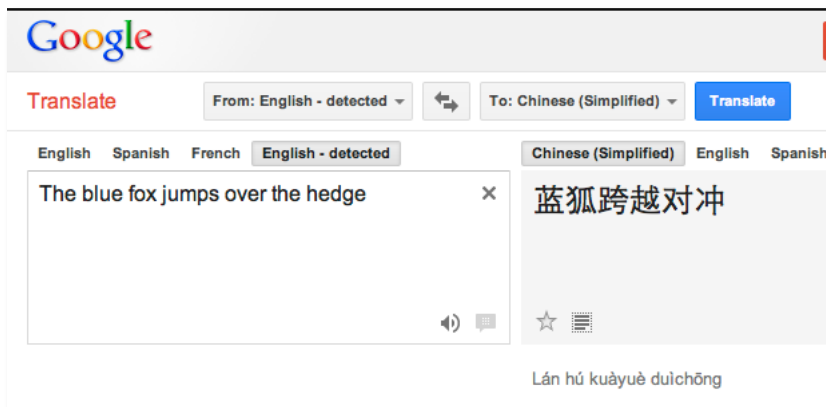 Google
Translate From: English - detected To: Chinese (Simplified) Translate
English Spanish French English - detected Chinese (Simplified) English Spanish
The blue fox jumps over the hedge 蓝狐跨越对冲
Lán hú kuàyuè duìchōng